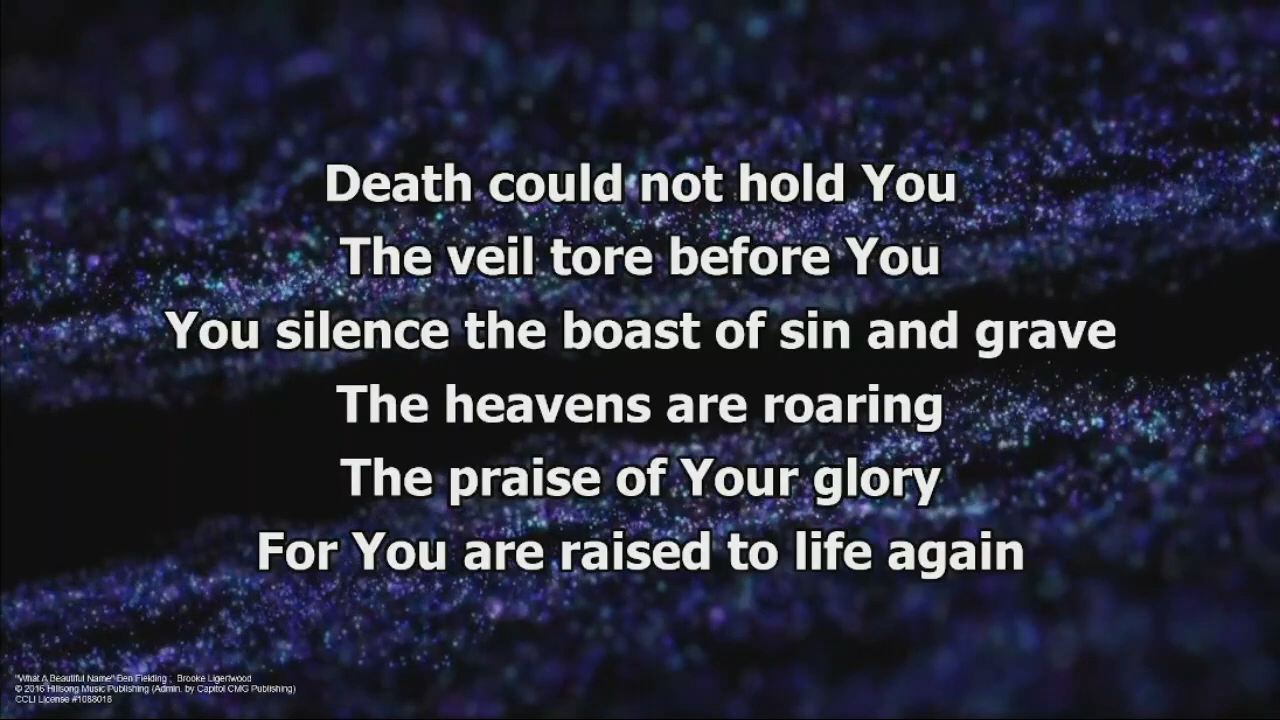 Death could not hold You
The veil tore before You
You silence the boast of sin and grave
The heavens are roaring
The praise of Your glory
For You are raised to life again
"What A Beautiful Name" Ben Fielding ; Brooke Ligertwood
© 2016 Hillsong Music Publishing (Admin. by Capitol CMG Publishing)
CCLI License #1088018